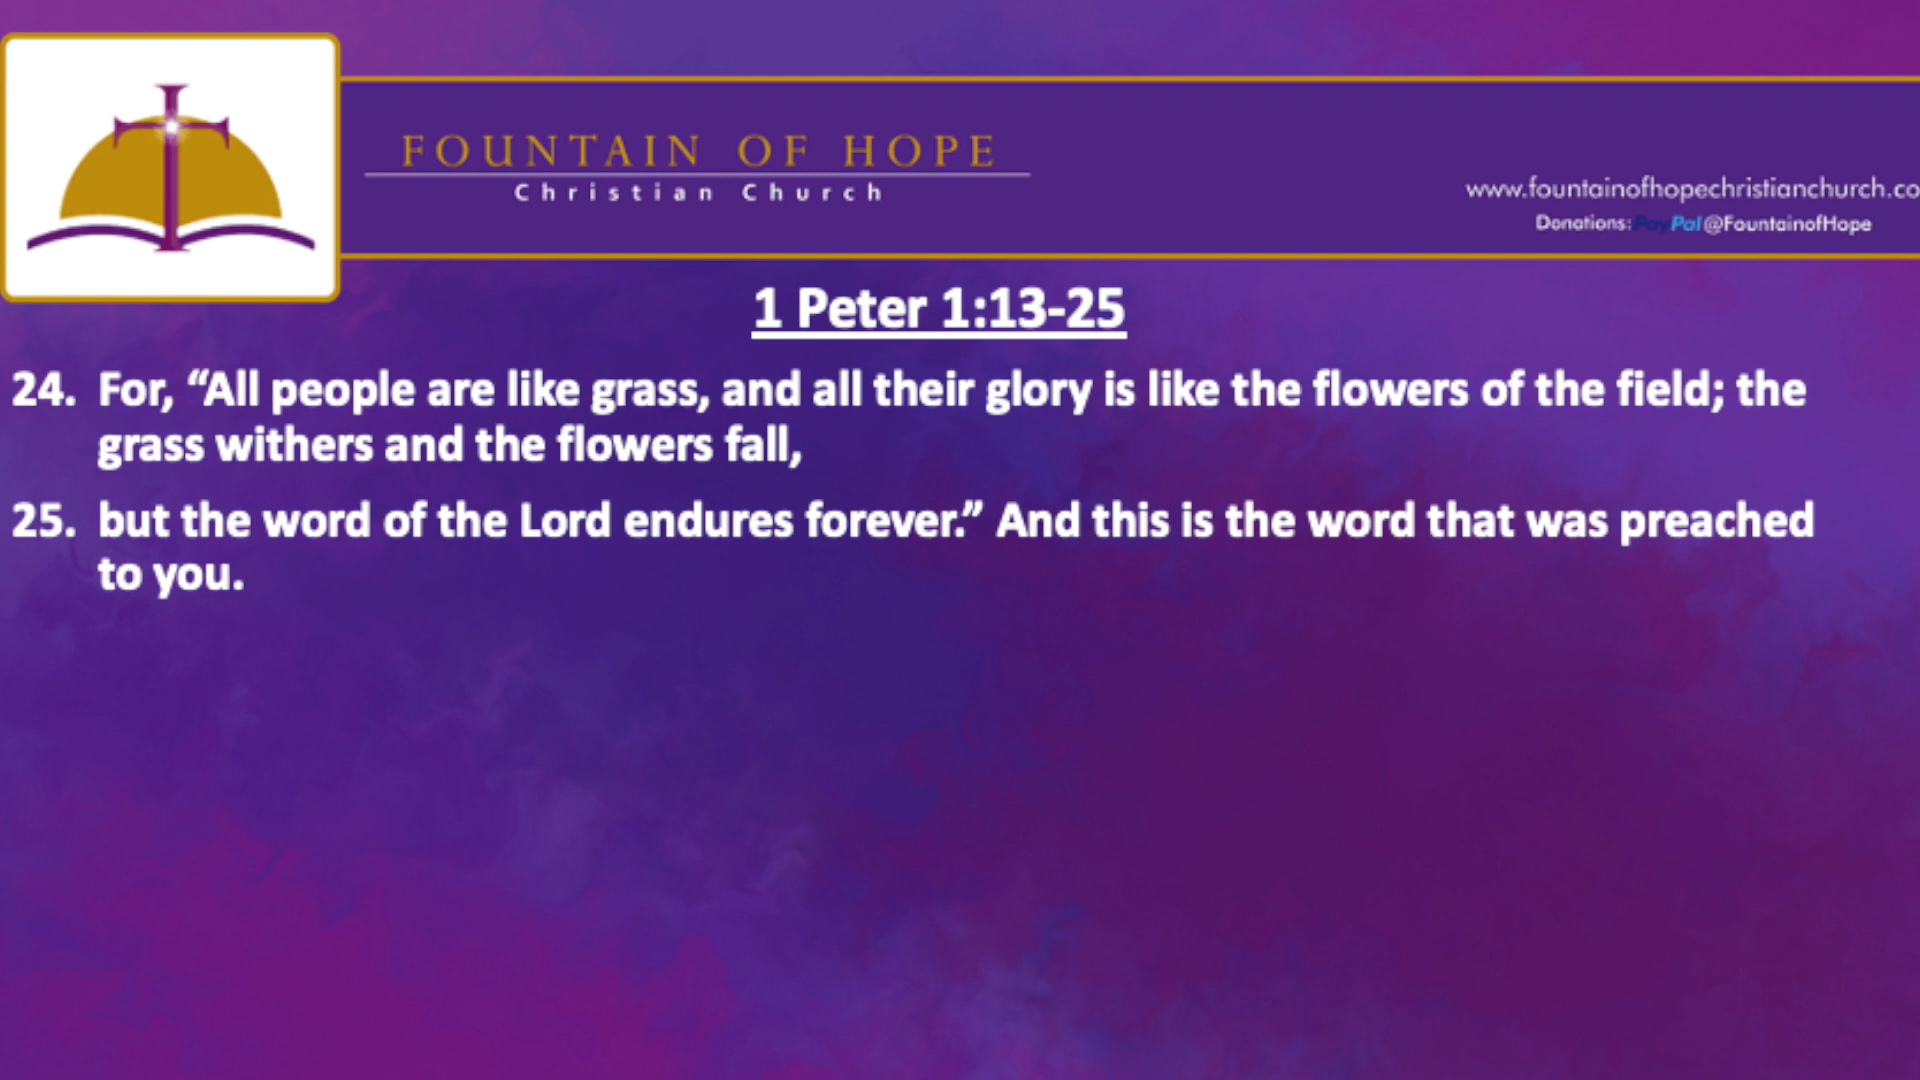 FOUNTAIN OF HOPE
Christian Church
www.fountainofhopechristianchurch.co
Donations: PayPal@FountainofHope
1 Peter 1:13-25
24. For, “All people are like grass, and all their glory is like the flowers of the field; the
grass withers and the flowers fall,
25. but the word of the Lord endures forever.” And this is the word that was preached
to you.